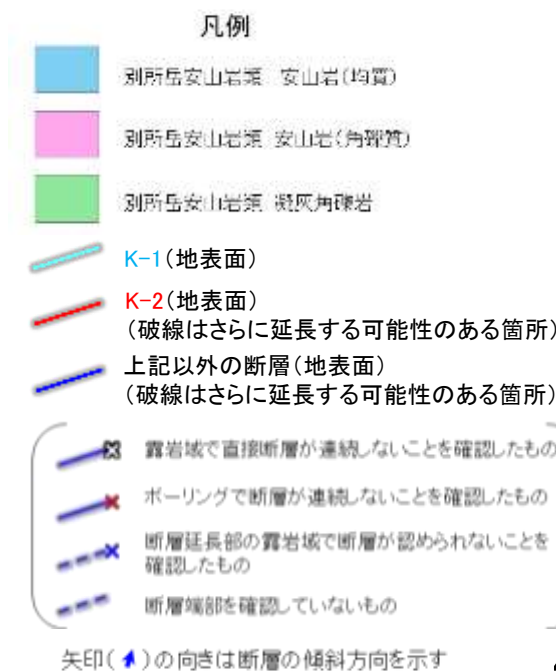 凡例
別所岳安山岩類 安山岩(均質)
別所岳安山岩類 安山岩(角礫質)
別所岳安山岩類 凝灰角礫岩
K-1(地表面)
K-2(地表面)
(破線はさらに延長する可能性のある箇所)
上記以外の断層(地表面)
(破線はさらに延長する可能性のある箇所)
露岩域で直接断層が連続しないことを確認したもの
ボーリングで断層が連続しないことを確認したもの
断層延長部の露岩域で断層が認められないことを
確認したもの
断層端部を確認していないもの
矢印( )の向きは断層の傾斜方向を示す